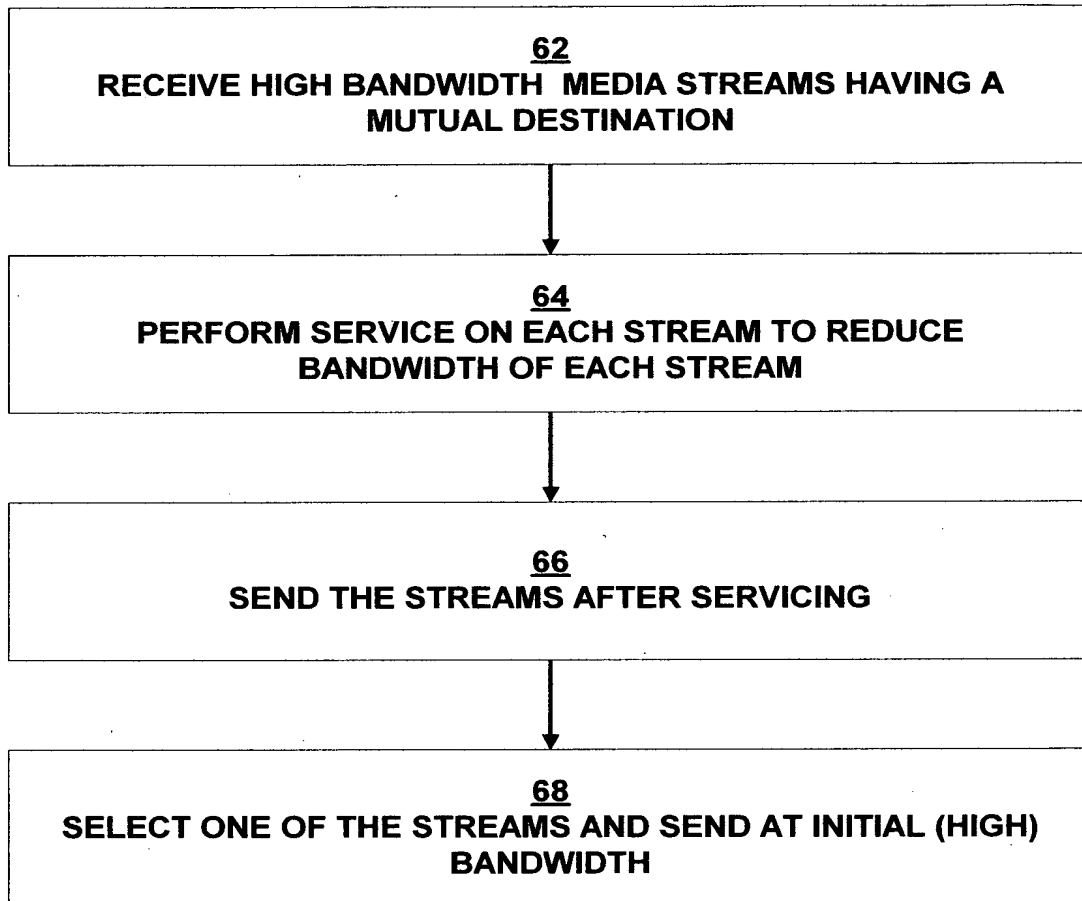 62
RECEIVE HIGH BANDWIDTH MEDIA STREAMS HAVING A
MUTUAL DESTINATION
64
PERFORM SERVICE ON EACH STREAM TO REDUCE
BANDWIDTH OF EACH STREAM
66
SEND THE STREAMS AFTER SERVICING
68
SELECT ONE OF THE STREAMS AND SEND AT INITIAL (HIGH)
BANDWIDTH